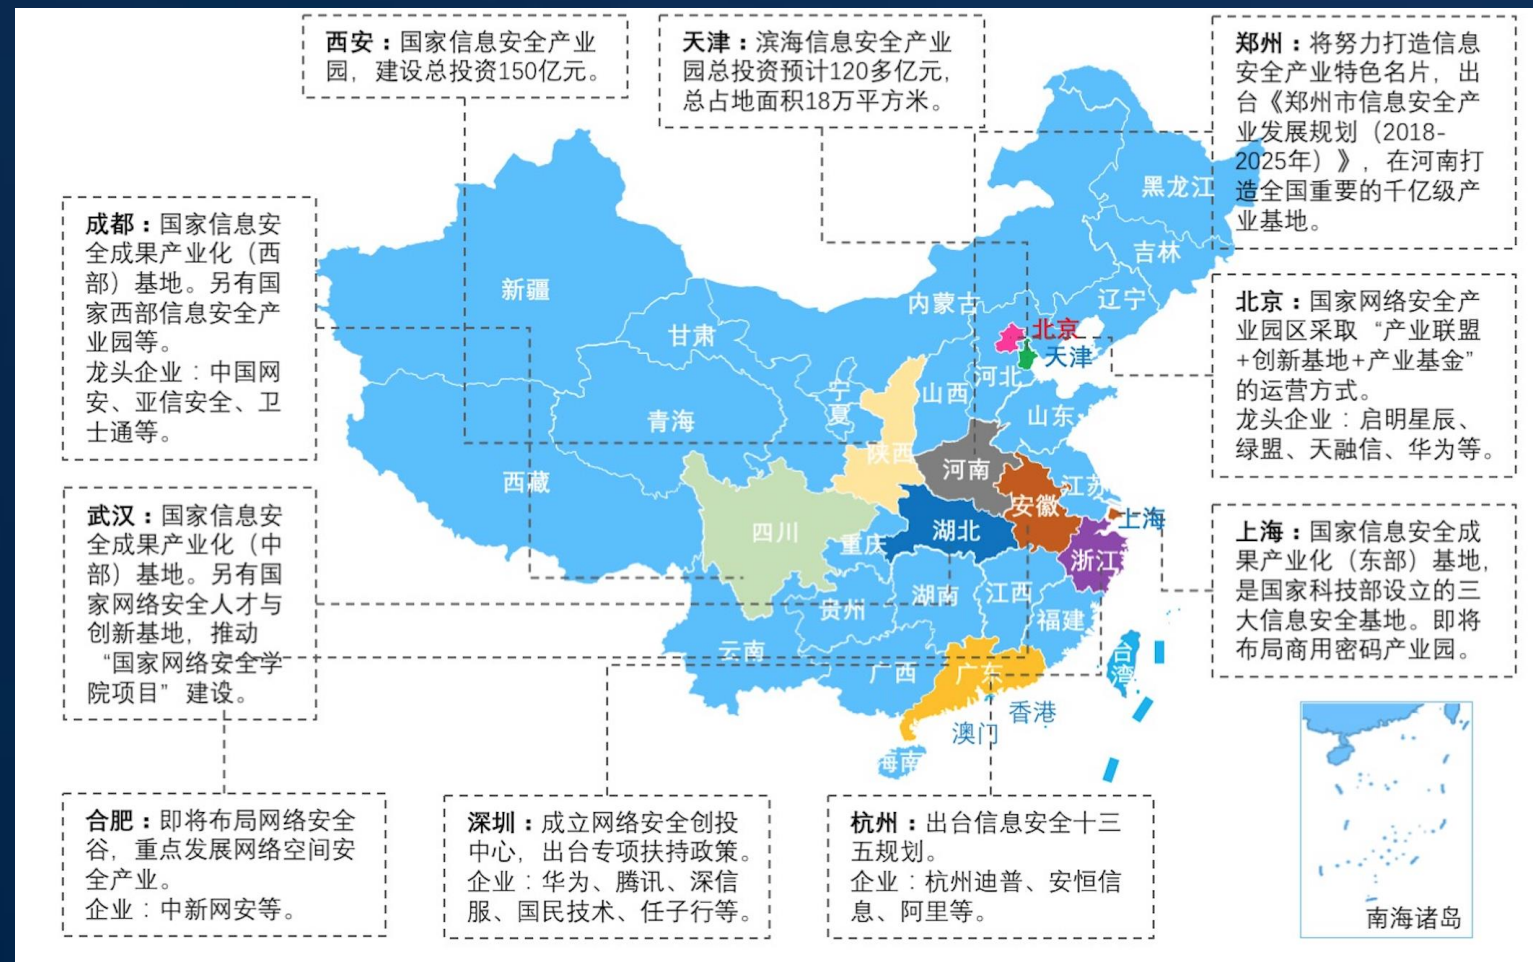 西安：国家信息安全产业
园，建设总投资150亿元。
天津：滨海信息安全产业
园总投资预计120多亿元，
总占地面积18万平方米。
郑州：将努力打造信息
安全产业特色名片，出
台《郑州市信息安全产
业发展规划（2018-
2025年）》，在河南打
造全国重要的千亿级产
业基地。
成都：国家信息安
全成果产业化（西
部）基地。另有国
家西部信息安全产
业园等。
龙头企业：中国网
安、亚信安全、卫
士通等。
北京：国家网络安全产
业园区采取 “产业联盟
+创新基地+产业基金”
的运营方式。
龙头企业：启明星辰、
绿盟、天融信、华为等。
武汉：国家信息安
全成果产业化（中
部）基地。另有国
家网络安全人才与
创新基地，推动
“国家网络安全学
院项目” 建设。
上海：国家信息安全成
果产业化（东部）基地，
是国家科技部设立的三
大信息安全基地。即将
布局商用密码产业园。
合肥：即将布局网络安全
谷，重点发展网络空间安
全产业。
企业：中新网安等。
深圳：成立网络安全创投
中心，出台专项扶持政策。
企业：华为、腾讯、深信
服、国民技术、任子行等。
杭州：出台信息安全十三
五规划。
企业：杭州迪普、安恒信
息、阿里等。
黑龙江
吉林
辽宁
内蒙古
新疆
甘肃
北京
天津
河北
山西
宁夏
山东
青海
陕西
河南
西藏
江苏
安徽
上海
四川
重庆
湖北
浙江
湖南
江西
贵州
福建
云南
广西
广东
台湾
香港
澳门
海南
南海诸岛